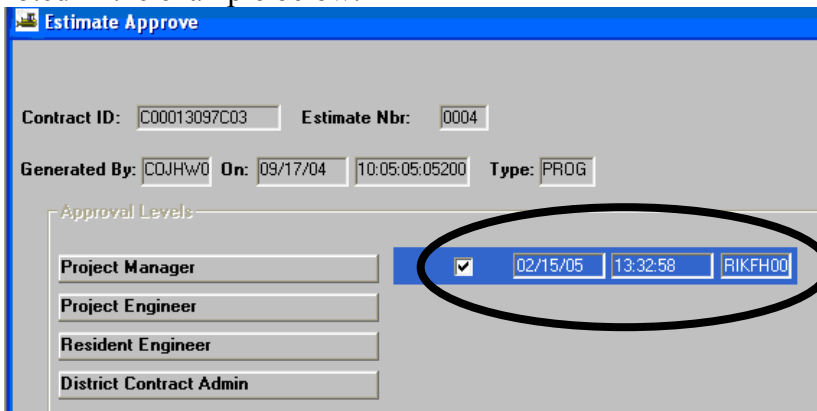 Estimate Approve
Contract ID: C00013097C03 Estimate Nbr: 0004
Generated By: COJHW0 On: 09/17/04 10:05:05:05200 Type: PROG
Approval Levels
Project Manager 02/15/05 13:32:58 RIKFH00
Project Engineer
Resident Engineer
District Contract Admin